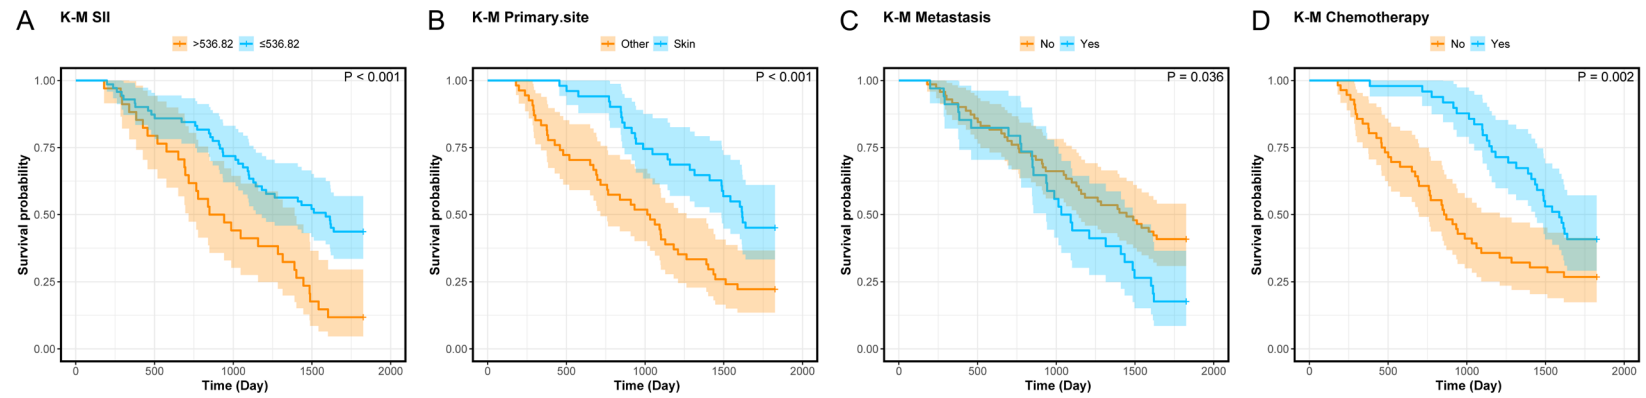 A
K-M SII
>536.82 ≤536.82
P < 0.001
Survival probability
1.00
0.75
0.50
0.25
0.00
0 500 1000 1500 2000
Time (Day)
B
K-M Primary.site
Other Skin
P < 0.001
Survival probability
1.00
0.75
0.50
0.25
0.00
0 500 1000 1500 2000
Time (Day)
C
K-M Metastasis
No Yes
P = 0.036
Survival probability
1.00
0.75
0.50
0.25
0.00
0 500 1000 1500 2000
Time (Day)
D
K-M Chemotherapy
No Yes
P = 0.002
Survival probability
1.00
0.75
0.50
0.25
0.00
0 500 1000 1500 2000
Time (Day)